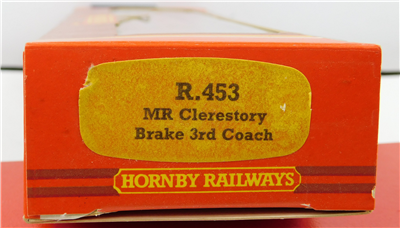 R.453
MR Clerestory
Brake 3rd Coach
HORNBY RAILWAYS